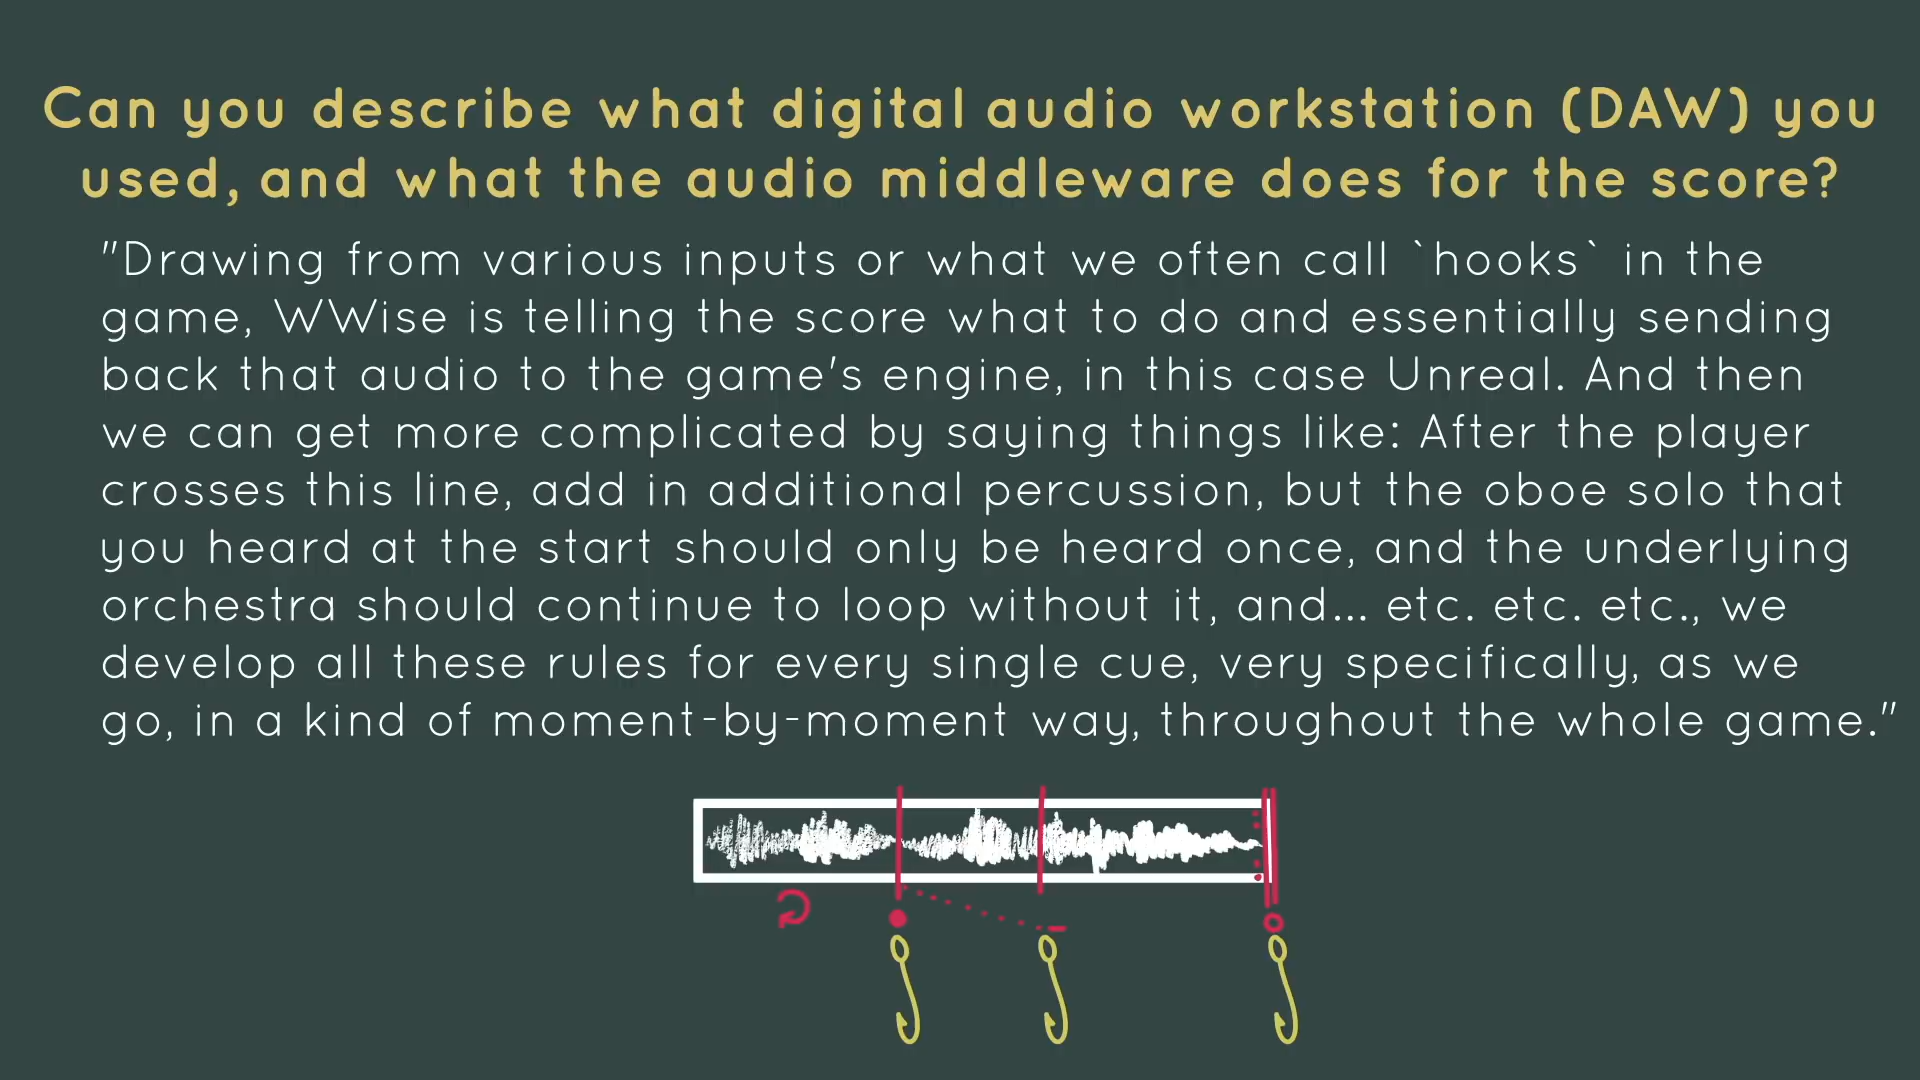 Can you describe what digital audio workstation (DAW) you
used, and what the audio middleware does for the score?
"Drawing from various inputs or what we often call `hooks` in the
game, WWise is telling the score what to do and essentially sending
back that audio to the game's engine, in this case Unreal. And then
we can get more complicated by saying things like: After the player
crosses this line, add in additional percussion, but the oboe solo that
you heard at the start should only be heard once, and the underlying
orchestra should continue to loop without it, and... etc. etc. etc., we
develop all these rules for every single cue, very specifically, as we
go, in a kind of moment-by-moment way, throughout the whole game."